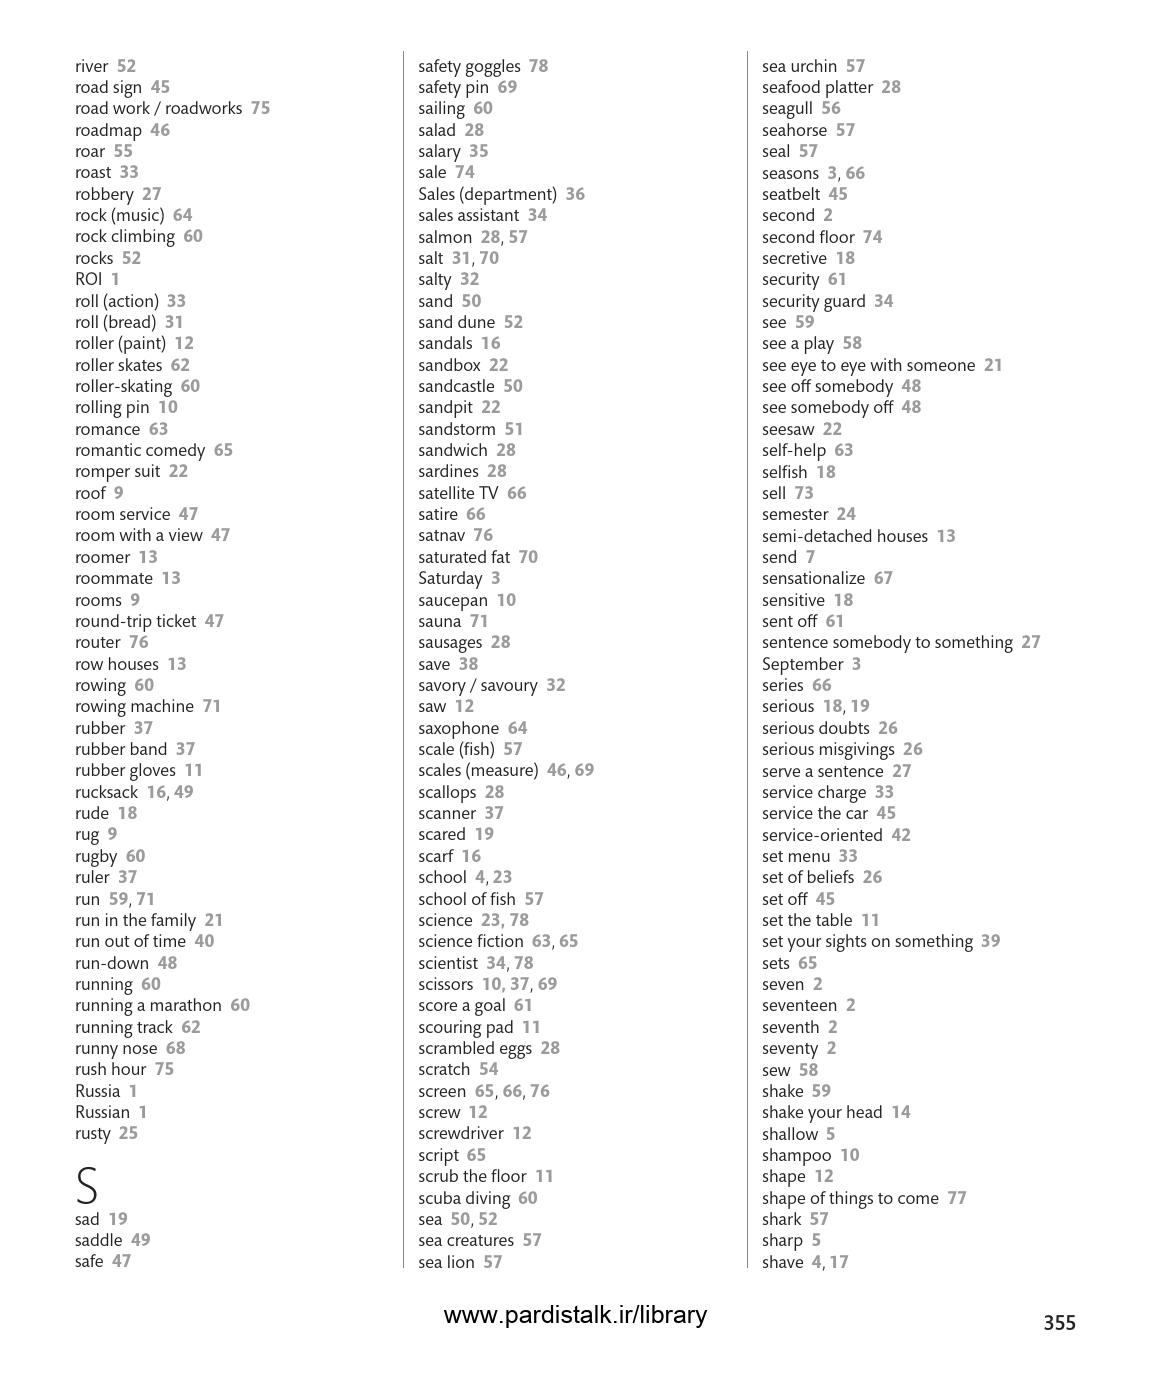 river 52
road sign 45
road work / roadworks 75
roadmap 46
roar 55
roast 33
robbery 27
rock (music) 64
rock climbing 60
rocks 52
ROI 1
roll (action) 33
roll (bread) 31
roller (paint) 12
roller skates 62
roller-skating 60
rolling pin 10
romance 63
romantic comedy 65
romper suit 22
roof 9
room service 47
room with a view 47
roomer 13
roommate 13
rooms 9
round-trip ticket 47
router 76
row houses 13
rowing 60
rowing machine 71
rubber 37
rubber band 37
rubber gloves 11
rucksack 16, 49
rude 18
rug 9
rugby 60
ruler 37
run 59, 71
run in the family 21
run out of time 40
run-down 48
running 60
running a marathon 60
running track 62
runny nose 68
rush hour 75
Russia 1
Russian 1
rusty 25
S
sad 19
saddle 49
safe 47
safety goggles 78
safety pin 69
sailing 60
salad 28
salary 35
sale 74
Sales (department) 36
sales assistant 34
salmon 28, 57
salt 31, 70
salty 32
sand 50
sand dune 52
sandals 16
sandbox 22
sandcastle 50
sandpit 22
sandstorm 51
sandwich 28
sardines 28
satellite TV 66
satire 66
satnav 76
saturated fat 70
Saturday 3
saucepan 10
sauna 71
sausages 28
save 38
savory / savoury 32
saw 12
saxophone 64
scale (fish) 57
scales (measure) 46, 69
scallops 28
scanner 37
scared 19
scarf 16
school 4, 23
school of fish 57
science 23, 78
science fiction 63, 65
scientist 34, 78
scissors 10, 37, 69
score a goal 61
scouring pad 11
scrambled eggs 28
scratch 54
screen 65, 66, 76
screw 12
screwdriver 12
script 65
scrub the floor 11
scuba diving 60
sea 50, 52
sea creatures 57
sea lion 57
sea urchin 57
seafood platter 28
seagull 56
seahorse 57
seal 57
seasons 3, 66
seatbelt 45
second 2
second floor 74
secretive 18
security 61
security guard 34
see 59
see a play 58
see eye to eye with someone 21
see off somebody 48
see somebody off 48
seesaw 22
self-help 63
selfish 18
sell 73
semester 24
semi-detached houses 13
send 7
sensationalize 67
sensitive 18
sent off 61
sentence somebody to something 27
September 3
series 66
serious 18, 19
serious doubts 26
serious misgivings 26
serve a sentence 27
service charge 33
service the car 45
service-oriented 42
set menu 33
set of beliefs 26
set off 45
set the table 11
set your sights on something 39
sets 65
seven 2
seventeen 2
seventh 2
seventy 2
sew 58
shake 59
shake your head 14
shallow 5
shampoo 10
shape 12
shape of things to come 77
shark 57
sharp 5
shave 4, 17
www.pardistalk.ir/library
355